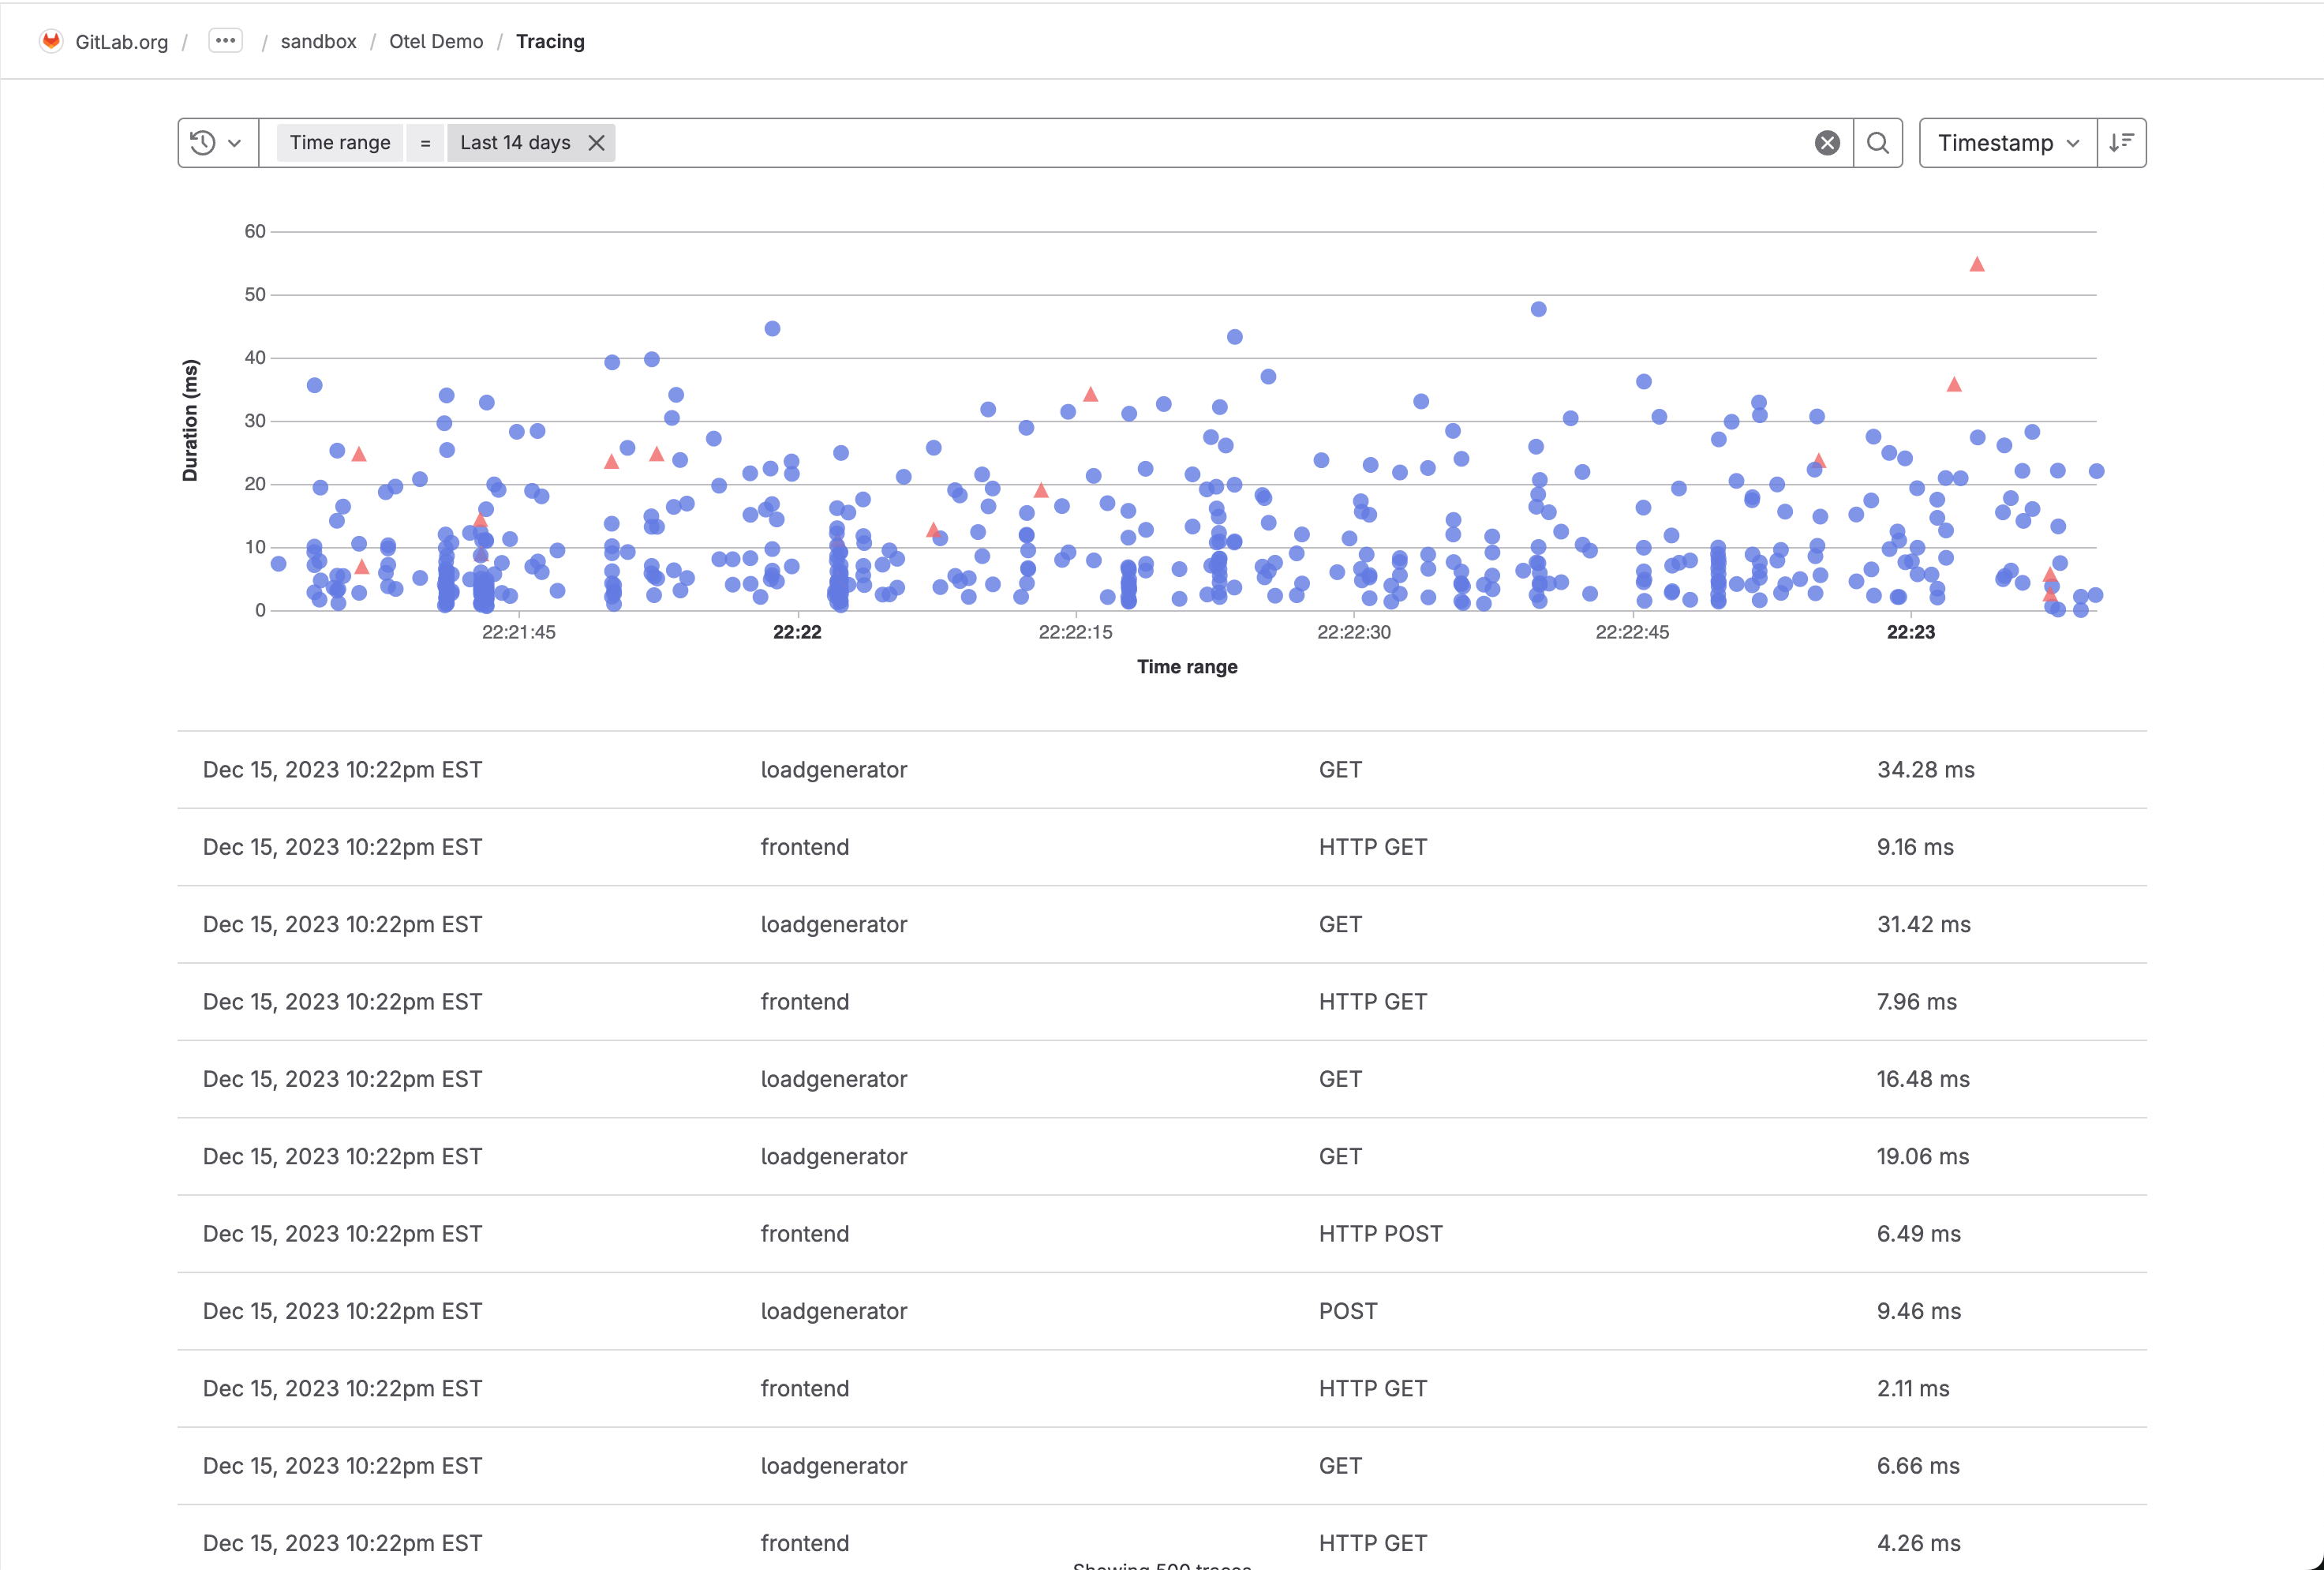 GitLab.org / ••• / sandbox / Otel Demo / Tracing
Time range = Last 14 days
Timestamp
60
50
40
30
20
10
0
Duration (ms)
22:21:45 22:22 22:22:15 22:22:30 22:22:45 22:23
Time range
Dec 15, 2023 10:22pm EST loadgenerator GET 34.28 ms
Dec 15, 2023 10:22pm EST frontend HTTP GET 9.16 ms
Dec 15, 2023 10:22pm EST loadgenerator GET 31.42 ms
Dec 15, 2023 10:22pm EST frontend HTTP GET 7.96 ms
Dec 15, 2023 10:22pm EST loadgenerator GET 16.48 ms
Dec 15, 2023 10:22pm EST loadgenerator GET 19.06 ms
Dec 15, 2023 10:22pm EST frontend HTTP POST 6.49 ms
Dec 15, 2023 10:22pm EST loadgenerator POST 9.46 ms
Dec 15, 2023 10:22pm EST frontend HTTP GET 2.11 ms
Dec 15, 2023 10:22pm EST loadgenerator GET 6.66 ms
Dec 15, 2023 10:22pm EST frontend HTTP GET 4.26 ms
Showing 500 traces